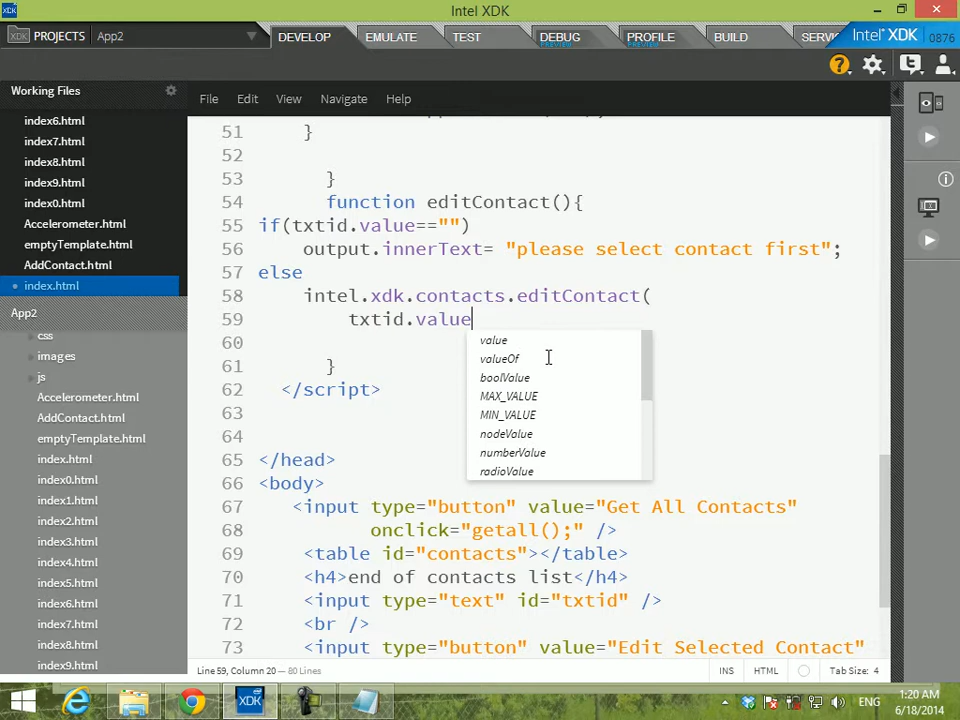 XDK
Intel XDK
XDK PROJECTS App2
DEVELOP EMULATE TEST DEBUG PREVIEW PROFILE PREVIEW BUILD SERV Intel® XDK 0876
Working Files
File Edit View Navigate Help
index6.html
index7.html
index8.html
index9.html
index0.html
Accelerometer.html
emptyTemplate.html
AddContact.html
index.html
App2
css
images
js
Accelerometer.html
AddContact.html
emptyTemplate.html
index.html
index0.html
index1.html
index2.html
index3.html
index4.html
index5.html
index6.html
index7.html
index8.html
index9.html
51 }
52
53 }
54 function editContact(){
55 if(txtid.value=="")
56 output.innerText= "please select contact first";
57 else
58 intel.xdk.contacts.editContact(
59 txtid.value
60
61 }
62 </script>
63
64
65 </head>
66 <body>
67 <input type="button" value="Get All Contacts"
68 onclick="getall();" />
69 <table id="contacts"></table>
70 <h4>end of contacts list</h4>
71 <input type="text" id="txtid" />
72 <br />
73 <input type="button" value="Edit Selected Contact"
value
valueOf
boolValue
MAX_VALUE
MIN_VALUE
nodeValue
numberValue
radioValue
Line 59, Column 20 — 80 Lines
INS HTML Tab Size: 4
XDK
ENG
1:20 AM
6/18/2014